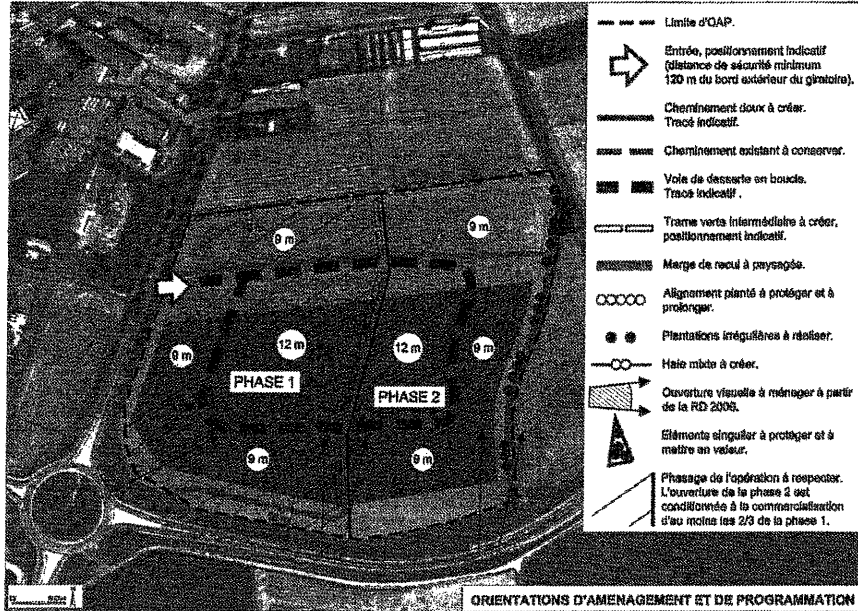 Limite d'OAP.
Entrée, positionnement indicatif
(distance de sécurité minimum
120 m du bord extérieur du giratoire).
Cheminement doux à créer.
Tracé indicatif.
Cheminement existant à conserver.
Voie de desserte en boucle.
Tracé indicatif .
Trame verte intermédiaire à créer,
positionnement indicatif.
Marge de recul à paysagée.
Alignement planté à protéger et à
prolonger.
Plantations irrégulières à réaliser.
Haie mixte à créer.
Ouverture visuelle à ménager à partir
de la RD 2006.
Eléments singulier à protéger et à
mettre en valeur.
Phasage de l'opération à respecter.
L'ouverture de la phase 2 est
conditionnée à la commercialisation
d'au moins les 2/3 de la phase 1.
9 m
9 m
9 m
12 m
12 m
9 m
PHASE 1
PHASE 2
9 m
9 m
ORIENTATIONS D'AMENAGEMENT ET DE PROGRAMMATION